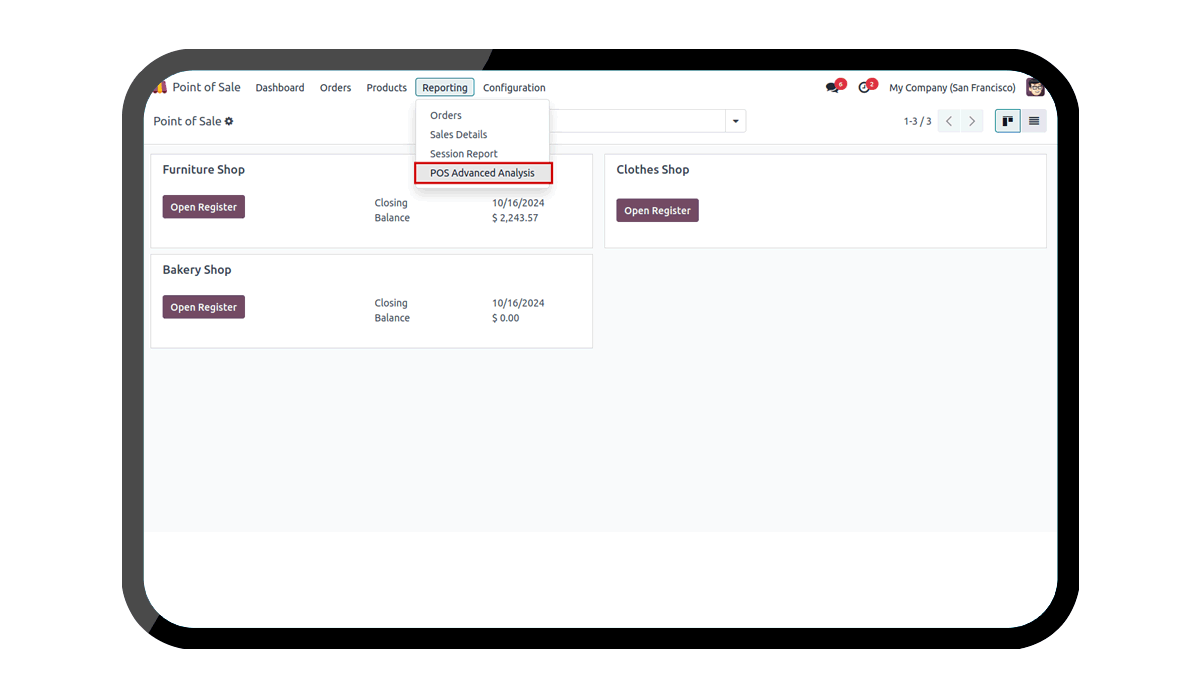 Point of Sale Dashboard Orders Products Reporting Configuration 6 2 My Company (San Francisco)
Point of Sale 1-3 / 3
Orders
Sales Details
Session Report
POS Advanced Analysis
Furniture Shop
Open Register
Closing 10/16/2024
Balance $ 2,243.57
Clothes Shop
Open Register
Bakery Shop
Open Register
Closing 10/16/2024
Balance $ 0.00